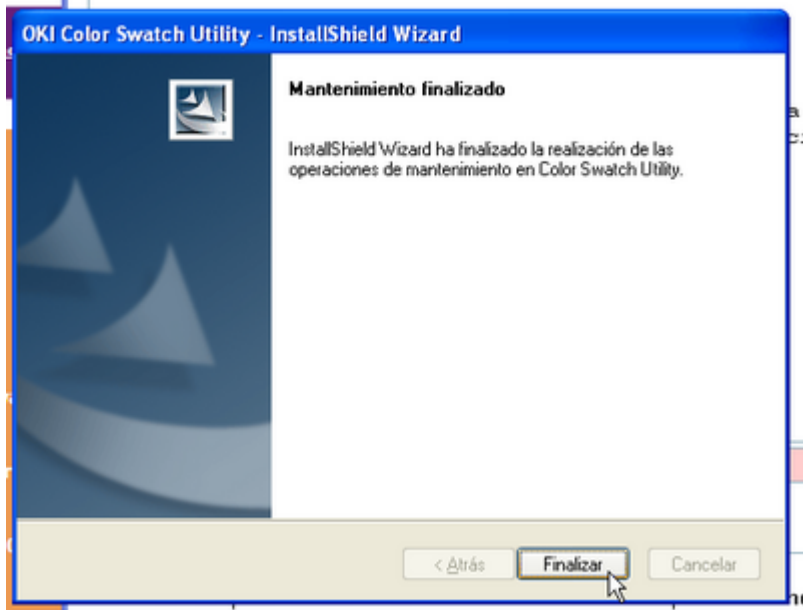 OKI Color Swatch Utility - InstallShield Wizard
Mantenimiento finalizado
InstallShield Wizard ha finalizado la realización de las
operaciones de mantenimiento en Color Swatch Utility.
< Atrás
Finalizar
Cancelar